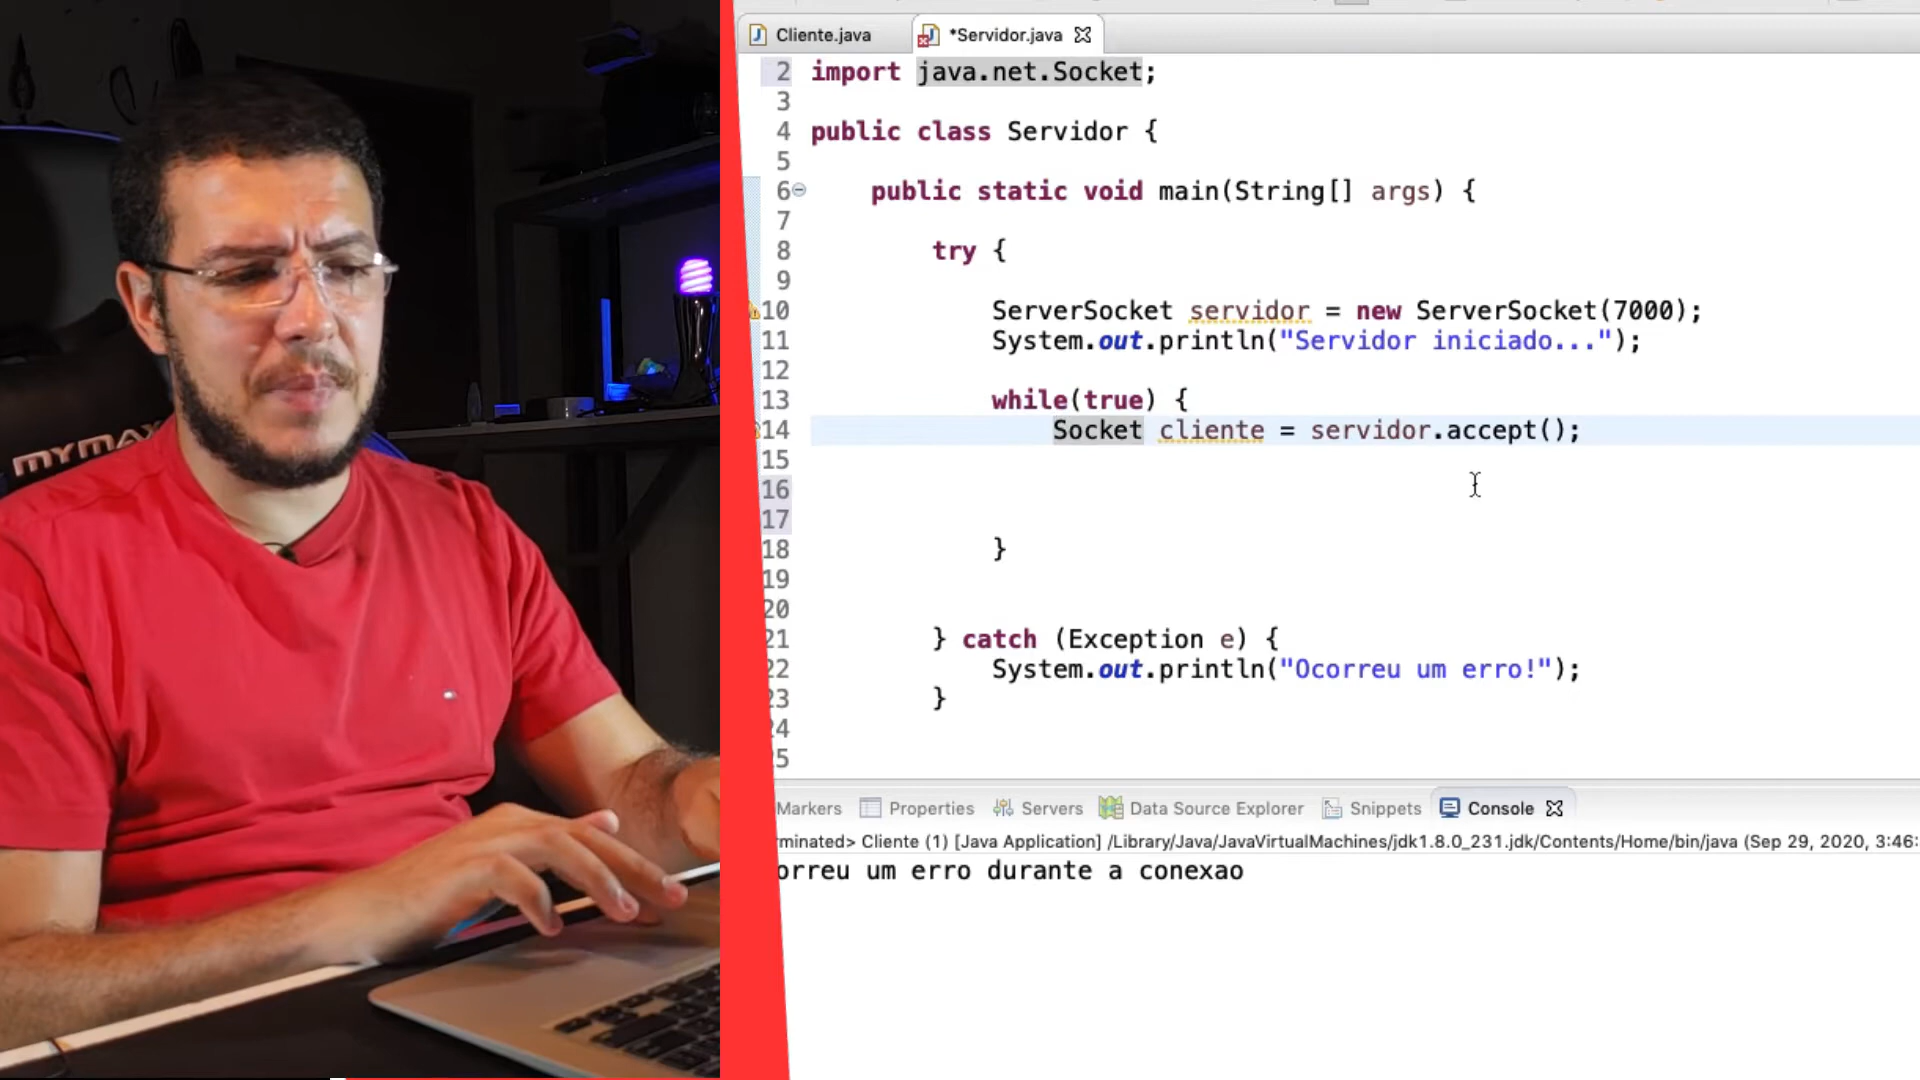 MYMAX
Cliente.java
*Servidor.java
2 import java.net.Socket;
3
4 public class Servidor {
5
6 public static void main(String[] args) {
7
8 try {
9
10 ServerSocket servidor = new ServerSocket(7000);
11 System.out.println("Servidor iniciado...");
12
13 while(true) {
14 Socket cliente = servidor.accept();
15
16
17
18 }
19
20
21 } catch (Exception e) {
22 System.out.println("Ocorreu um erro!");
23 }
24
25
Markers Properties Servers Data Source Explorer Snippets Console
minated> Cliente (1) [Java Application] /Library/Java/JavaVirtualMachines/jdk1.8.0_231.jdk/Contents/Home/bin/java (Sep 29, 2020, 3:46:
orreu um erro durante a conexao